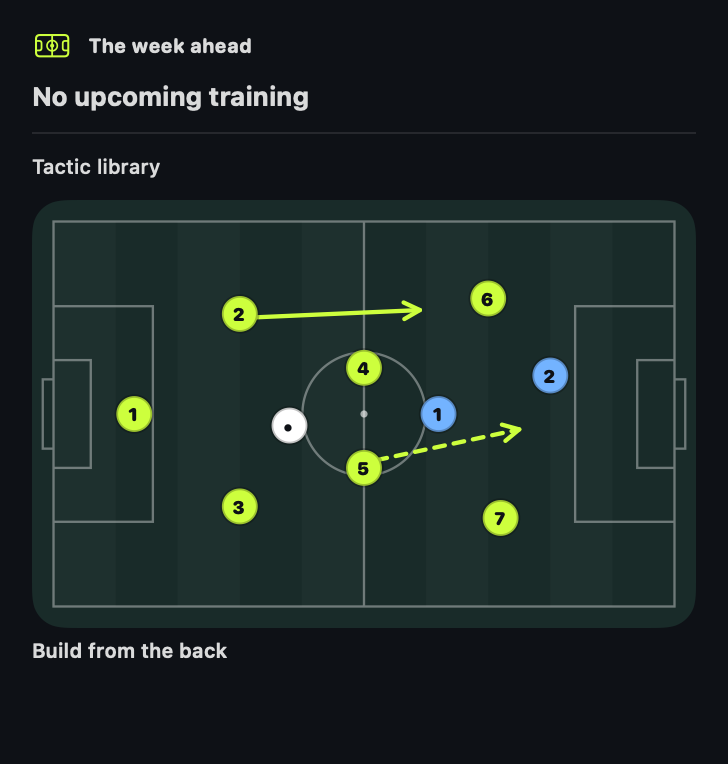 The week ahead
No upcoming training
Tactic library
2
6
4
2
1
1
5
3
7
Build from the back